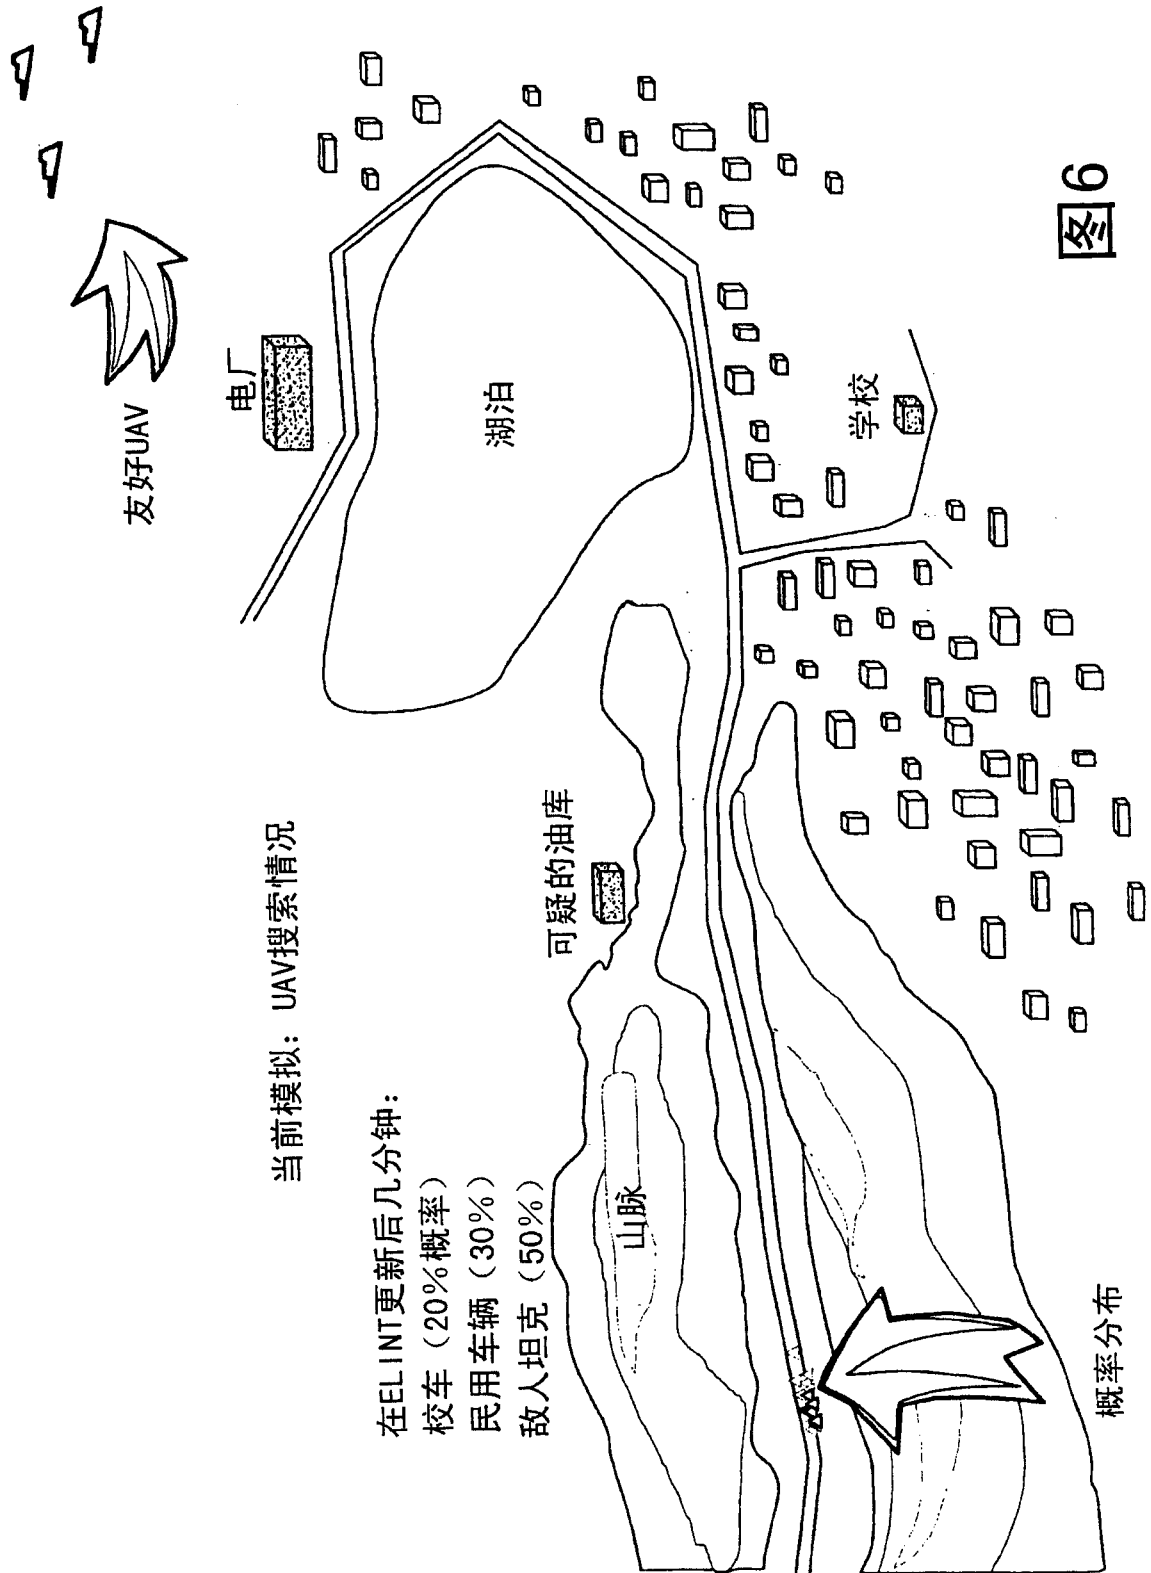 当前模拟: UAV搜索情况
友好UAV
电厂
在ELINT更新后几分钟:
校车（20%概率）
民用车辆（30%）
敌人坦克（50%）
可疑的油库
湖泊
山脉
学校
概率分布
图6